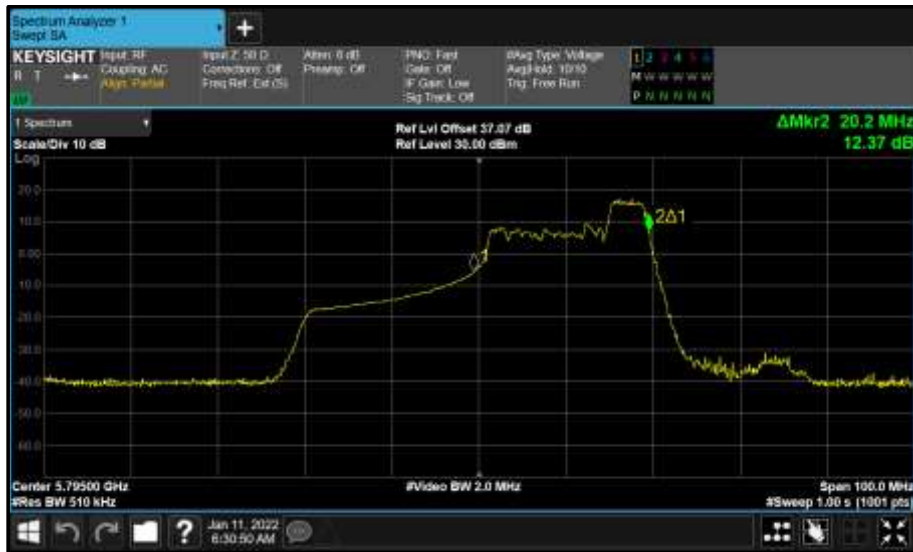 Spectrum Analyzer 1
Swept SA
+
KEYSIGHT Input: RF Input Z: 50 Ω Atten: 6 dB PNO: Fast #Avg Type: Voltage 1 2 3 4 5 6
R T Coupling: AC Corrections: Off Preamp: Off Gate: Off Avg|Hold: 10/10 M W W W W W
Align: Partial Freq Ref: Ext (S) IF Gain: Low Trig: Free Run
Sig Track: Off P N N N N N
1 Spectrum Ref Lvl Offset 37.07 dB ΔMkr2 20.2 MHz
Scale/Div 10 dB Ref Level 30.00 dBm 12.37 dB
Log
20.0
10.0
2Δ1
0.00
-10.0
-20.0
-30.0
-40.0
-50.0
-60.0
Center 5.79500 GHz #Video BW 2.0 MHz Span 100.0 MHz
#Res BW 510 kHz #Sweep 1.00 s (1001 pts)
? Jan 11, 2022
6:30:50 AM